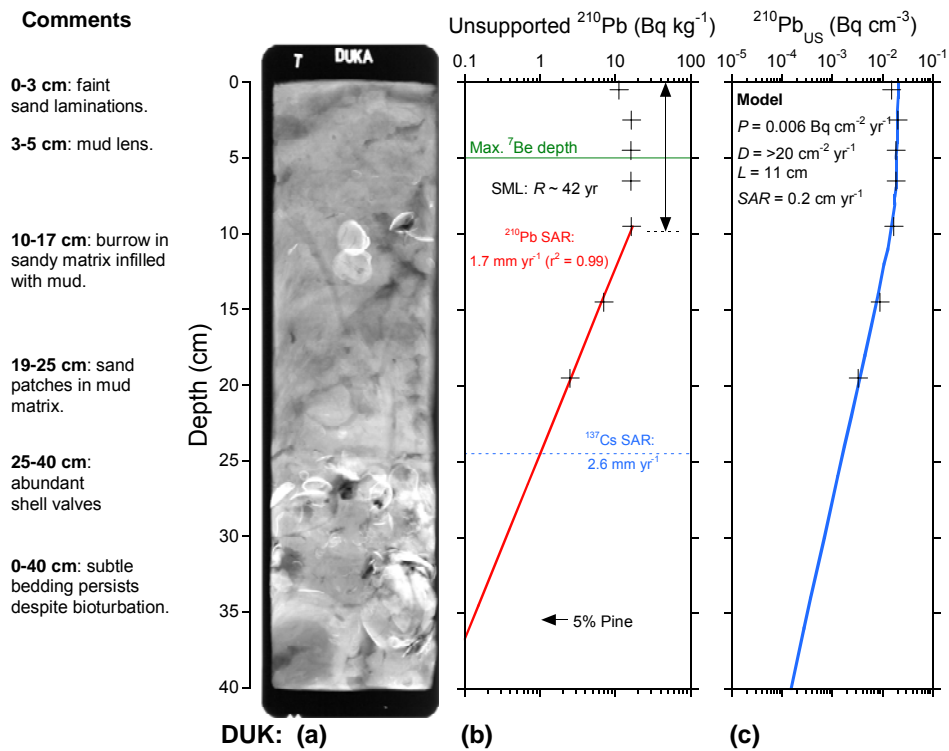 Comments
0-3 cm: faint
sand laminations.
3-5 cm: mud lens.
10-17 cm: burrow in
sandy matrix infilled
with mud.
19-25 cm: sand
patches in mud
matrix.
25-40 cm:
abundant
shell valves
0-40 cm: subtle
bedding persists
despite bioturbation.
Depth (cm)
0
5
10
15
20
25
30
35
40
T DUKA
DUK: (a)
Unsupported ²¹⁰Pb (Bq kg⁻¹)
0.1 1 10 100
Max. ⁷Be depth
SML: R ~ 42 yr
²¹⁰Pb SAR:
1.7 mm yr⁻¹ (r² = 0.99)
¹³⁷Cs SAR:
2.6 mm yr⁻¹
5% Pine
(b)
²¹⁰Pb_US (Bq cm⁻³)
10⁻⁵ 10⁻⁴ 10⁻³ 10⁻² 10⁻¹
Model
P = 0.006 Bq cm⁻² yr⁻¹
D = >20 cm⁻² yr⁻¹
L = 11 cm
SAR = 0.2 cm yr⁻¹
(c)